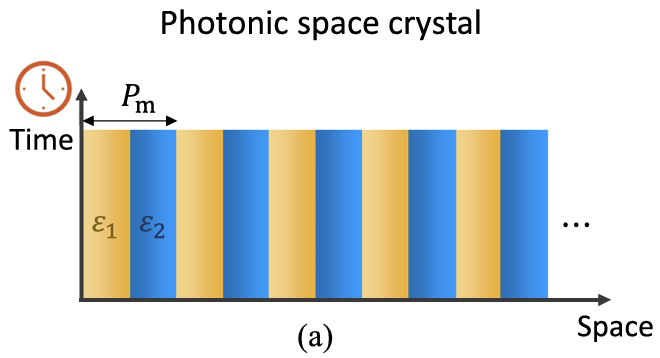 Photonic space crystal
Pm
Time
ε1 ε2
...
Space
(a)